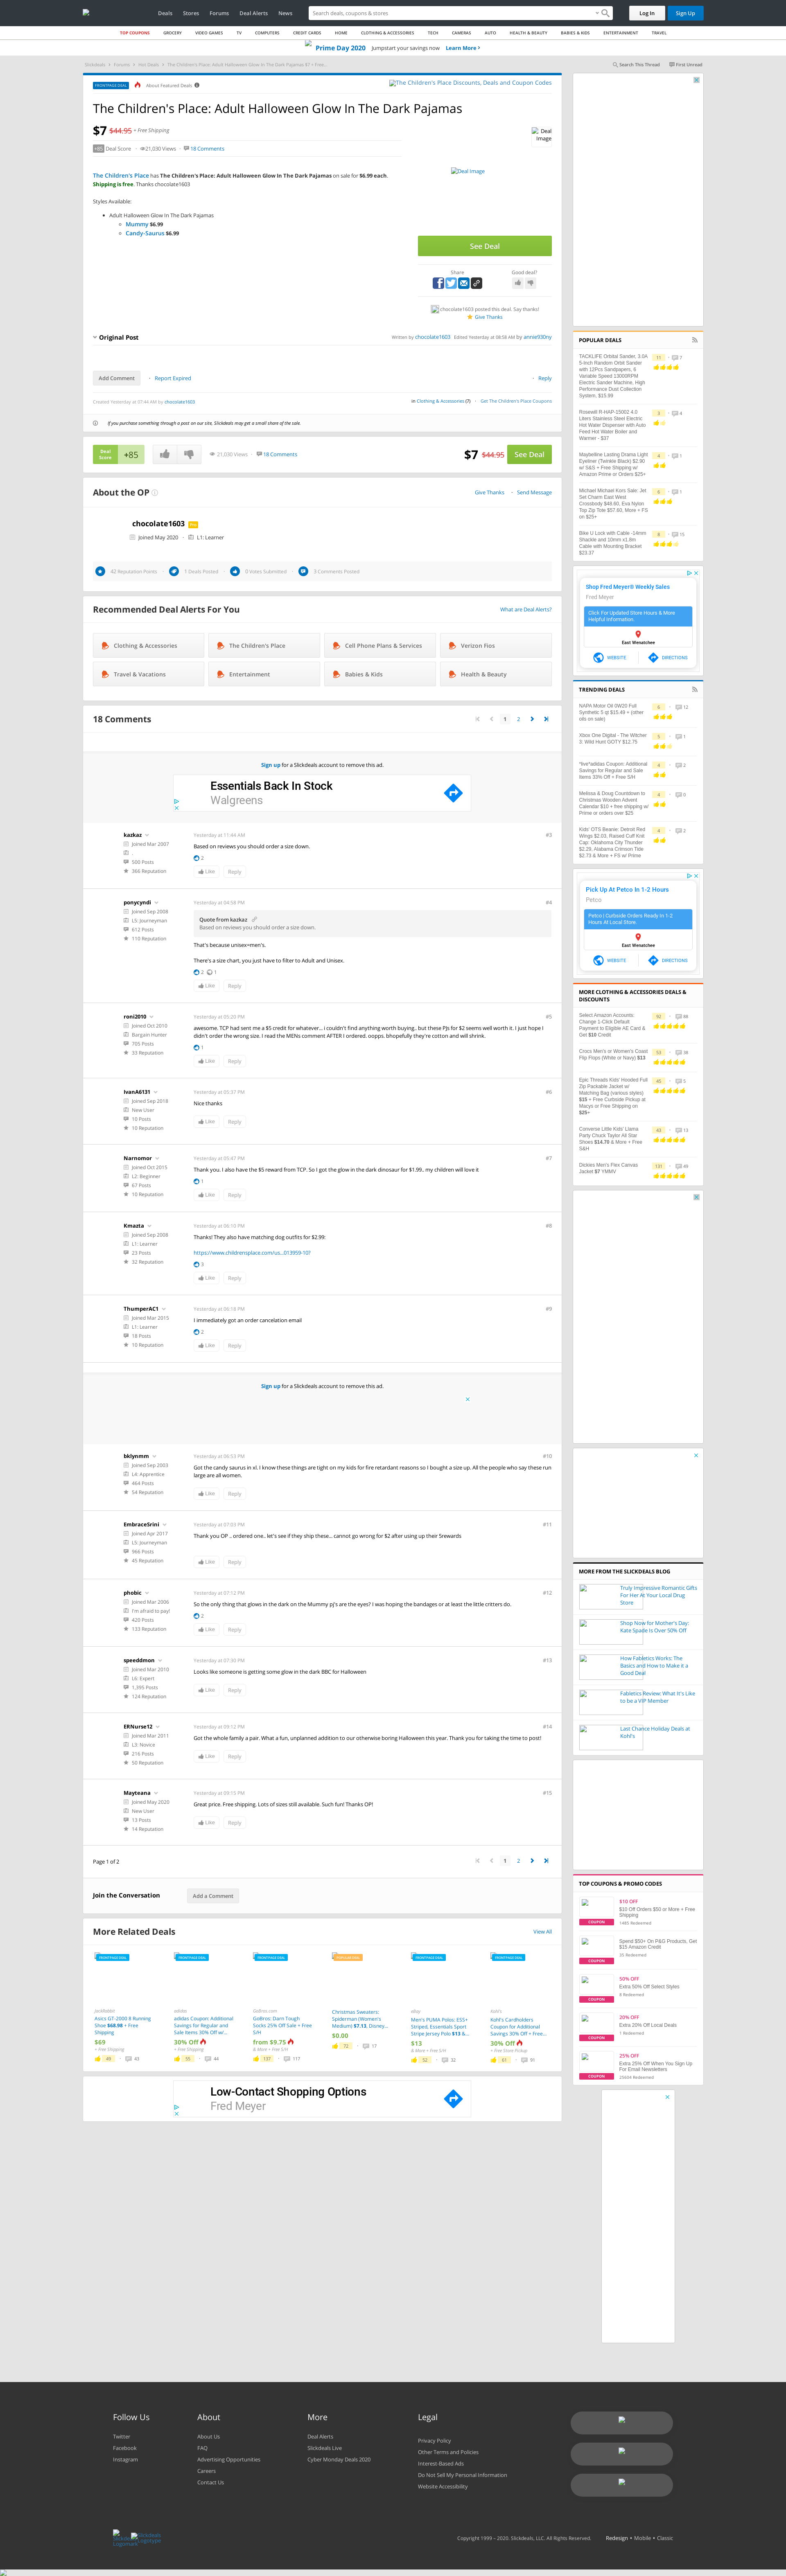 Deals Stores Forums Deal Alerts News
Search deals, coupons & stores
Log In
Sign Up
TOP COUPONS GROCERY VIDEO GAMES TV COMPUTERS CREDIT CARDS HOME CLOTHING & ACCESSORIES TECH CAMERAS AUTO HEALTH & BEAUTY BABIES & KIDS ENTERTAINMENT TRAVEL
Prime Day 2020 Jumpstart your savings now Learn More >
Slickdeals > Forums > Hot Deals > The Children's Place: Adult Halloween Glow In The Dark Pajamas $7 + Free
Search This Thread
First Unread
FRONTPAGE DEAL
About Featured Deals
The Children's Place Discounts, Deals and Coupon Codes
The Children's Place: Adult Halloween Glow In The Dark Pajamas
$7 $44.95 + Free Shipping
+85 Deal Score 21,030 Views 18 Comments
The Children's Place has The Children's Place: Adult Halloween Glow In The Dark Pajamas on sale for $6.99 each.
Shipping is free. Thanks chocolate1603
Styles Available:
Adult Halloween Glow In The Dark Pajamas
Mummy $6.99
Candy-Saurus $6.99
Deal Image
Deal Image
See Deal
Share
Good deal?
chocolate1603 posted this deal. Say thanks!
Give Thanks
Original Post
Written by chocolate1603 Edited Yesterday at 08:56 AM by annie930ny
Add Comment
Report Expired
Reply
Created Yesterday at 07:44 AM by chocolate1603
in Clothing & Accessories (7)
Get The Children's Place Coupons
If you purchase something through a post on our site, Slickdeals may get a small share of the sale.
Deal Score +85
21,030 Views 18 Comments
$7 $44.95 See Deal
About the OP
Give Thanks Send Message
chocolate1603 Pro
Joined May 2020 L1: Learner
42 Reputation Points 1 Deals Posted 0 Votes Submitted 3 Comments Posted
Recommended Deal Alerts For You
What are Deal Alerts?
Clothing & Accessories
The Children's Place
Cell Phone Plans & Services
Verizon Fios
Travel & Vacations
Entertainment
Babies & Kids
Health & Beauty
18 Comments
1 2
Sign up for a Slickdeals account to remove this ad.
Essentials Back In Stock
Walgreens
kazkaz
Joined Mar 2007
500 Posts
366 Reputation
Yesterday at 11:44 AM
#3
Based on reviews you should order a size down.
2
Like Reply
ponycyndi
Joined Sep 2008
L5: Journeyman
612 Posts
110 Reputation
Yesterday at 04:58 PM
#4
Quote from kazkaz
Based on reviews you should order a size down.
That's because unisex=men's.
There's a size chart, you just have to filter to Adult and Unisex.
2 1
Like Reply
roni2010
Joined Oct 2010
Bargain Hunter
705 Posts
33 Reputation
Yesterday at 05:20 PM
#5
awesome. TCP had sent me a $5 credit for whatever... i couldn't find anything worth buying.. but these PJs for $2 seems well worth it. I just hope I
didn't order the wrong size. I read the MENs comment AFTER I ordered. ooppss. bhopefully they're cotton and will shrink.
1
Like Reply
IvanA6131
Joined Sep 2018
New User
10 Posts
10 Reputation
Yesterday at 05:37 PM
#6
Nice thanks
Like Reply
Narnomor
Joined Oct 2015
L2: Beginner
67 Posts
10 Reputation
Yesterday at 05:47 PM
#7
Thank you. I also have the $5 reward from TCP. So I got the glow in the dark dinosaur for $1.99.. my children will love it
1
Like Reply
Kmazta
Joined Sep 2008
L1: Learner
23 Posts
32 Reputation
Yesterday at 06:10 PM
#8
Thanks! They also have matching dog outfits for $2.99:
https://www.childrensplace.com/us...013959-10?
3
Like Reply
ThumperAC1
Joined Mar 2015
L1: Learner
18 Posts
10 Reputation
Yesterday at 06:18 PM
#9
I immediately got an order cancelation email
2
Like Reply
Sign up for a Slickdeals account to remove this ad.
bklynmm
Joined Sep 2003
L4: Apprentice
464 Posts
54 Reputation
Yesterday at 06:53 PM
#10
Got the candy saurus in xl. I know these things are tight on my kids for fire retardant reasons so I bought a size up. All the people who say these run
large are all women.
Like Reply
EmbraceSrini
Joined Apr 2017
L5: Journeyman
966 Posts
45 Reputation
Yesterday at 07:03 PM
#11
Thank you OP .. ordered one.. let's see if they ship these... cannot go wrong for $2 after using up their 5rewards
Like Reply
phobic
Joined Mar 2006
I'm afraid to pay!
420 Posts
133 Reputation
Yesterday at 07:12 PM
#12
So the only thing that glows in the dark on the Mummy pj's are the eyes? I was hoping the bandages or at least the little critters do.
2
Like Reply
speeddmon
Joined Mar 2010
L6: Expert
1,395 Posts
124 Reputation
Yesterday at 07:30 PM
#13
Looks like someone is getting some glow in the dark BBC for Halloween
Like Reply
ERNurse12
Joined Mar 2011
L3: Novice
216 Posts
50 Reputation
Yesterday at 09:12 PM
#14
Got the whole family a pair. What a fun, unplanned addition to our otherwise boring Halloween this year. Thank you for taking the time to post!
Like Reply
Mayteana
Joined May 2020
New User
13 Posts
14 Reputation
Yesterday at 09:15 PM
#15
Great price. Free shipping. Lots of sizes still available. Such fun! Thanks OP!
Like Reply
Page 1 of 2
1 2
Join the Conversation
Add a Comment
More Related Deals
View All
FRONTPAGE DEAL
JackRabbit
Asics GT-2000 8 Running Shoe $68.98 + Free Shipping
$69
+ Free Shipping
49 43
FRONTPAGE DEAL
adidas
adidas Coupon: Additional Savings for Regular and Sale Items 30% Off w/...
30% Off
+ Free Shipping
55 44
FRONTPAGE DEAL
GoBros.com
GoBros: Darn Tough Socks 25% Off Sale + Free S/H
from $9.75
& More + Free S/H
137 117
POPULAR DEAL
Christmas Sweaters: Spiderman (Women's Medium) $7.13, Disney...
$0.00
72 17
FRONTPAGE DEAL
eBay
Men's PUMA Polos: ESS+ Striped, Essentials Sport Stripe Jersey Polo $13 &...
$13
& More + Free S/H
52 32
FRONTPAGE DEAL
Kohl's
Kohl's Cardholders Coupon for Additional Savings 30% Off + Free...
30% Off
+ Free Store Pickup
61 91
Low-Contact Shopping Options
Fred Meyer
POPULAR DEALS
TACKLIFE Orbital Sander, 3.0A 5-Inch Random Orbit Sander with 12Pcs Sandpapers, 6 Variable Speed 13000RPM Electric Sander Machine, High Performance Dust Collection System, $15.99
11 7
Rosewill R-HAP-15002 4.0 Liters Stainless Steel Electric Hot Water Dispenser with Auto Feed Hot Water Boiler and Warmer - $37
3 4
Maybelline Lasting Drama Light Eyeliner (Twinkle Black) $2.90 w/ S&S + Free Shipping w/ Amazon Prime or Orders $25+
4 1
Michael Michael Kors Sale: Jet Set Charm East West Crossbody $46.60, Eva Nylon Top Zip Tote $57.60, More + FS on $25+
6 1
Bike U Lock with Cable -14mm Shackle and 10mm x1.8m Cable with Mounting Bracket $23.37
6 15
Shop Fred Meyer® Weekly Sales
Fred Meyer
Click For Updated Store Hours & More Helpful Information.
East Wenatchee
WEBSITE DIRECTIONS
TRENDING DEALS
NAPA Motor Oil 0W20 Full Synthetic 5 qt $15.49 + (other oils on sale)
6 12
Xbox One Digital - The Witcher 3: Wild Hunt GOTY $12.75
5 1
*live*adidas Coupon: Additional Savings for Regular and Sale Items 33% Off + Free S/H
4 2
Melissa & Doug Countdown to Christmas Wooden Advent Calendar $10 + free shipping w/ Prime or orders over $25
4 0
Kids' OTS Beanie: Detroit Red Wings $2.03, Raised Cuff Knit Cap: Oklahoma City Thunder $2.29, Alabama Crimson Tide $2.73 & More + FS w/ Prime
4 2
Pick Up At Petco In 1-2 Hours
Petco
Petco | Curbside Orders Ready In 1-2 Hours At Local Store.
East Wenatchee
WEBSITE DIRECTIONS
MORE CLOTHING & ACCESSORIES DEALS & DISCOUNTS
Select Amazon Accounts: Change 1-Click Default Payment to Eligible AE Card & Get $10 Credit
92 88
Crocs Men's or Women's Coast Flip Flops (White or Navy) $13
53 38
Epic Threads Kids' Hooded Full Zip Packable Jacket w/ Matching Bag (various styles) $15 + Free Curbside Pickup at Macys or Free Shipping on $25+
45 5
Converse Little Kids' Llama Party Chuck Taylor All Star Shoes $14.70 & More + Free S&H
43 13
Dickies Men's Flex Canvas Jacket $7 YMMV
131 49
MORE FROM THE SLICKDEALS BLOG
Truly Impressive Romantic Gifts For Her At Your Local Drug Store
Shop Now for Mother's Day: Kate Spade Is Over 50% Off
How Fabletics Works: The Basics and How to Make it a Good Deal
Fabletics Review: What It's Like to be a VIP Member
Last Chance Holiday Deals at Kohl's
TOP COUPONS & PROMO CODES
COUPON
$10 OFF
$10 Off Orders $50 or More + Free Shipping
1495 Redeemed
COUPON
Spend $50+ On P&G Products, Get $15 Amazon Credit
35 Redeemed
COUPON
50% OFF
Extra 50% Off Select Styles
8 Redeemed
COUPON
20% OFF
Extra 20% Off Local Deals
1 Redeemed
COUPON
25% OFF
Extra 25% Off When You Sign Up For Email Newsletters
25604 Redeemed
Follow Us
Twitter
Facebook
Instagram
About
About Us
FAQ
Advertising Opportunities
Careers
Contact Us
More
Deal Alerts
Slickdeals Live
Cyber Monday Deals 2020
Legal
Privacy Policy
Other Terms and Policies
Interest-Based Ads
Do Not Sell My Personal Information
Website Accessibility
Copyright 1999 – 2020. Slickdeals, LLC. All Rights Reserved. Redesign • Mobile • Classic